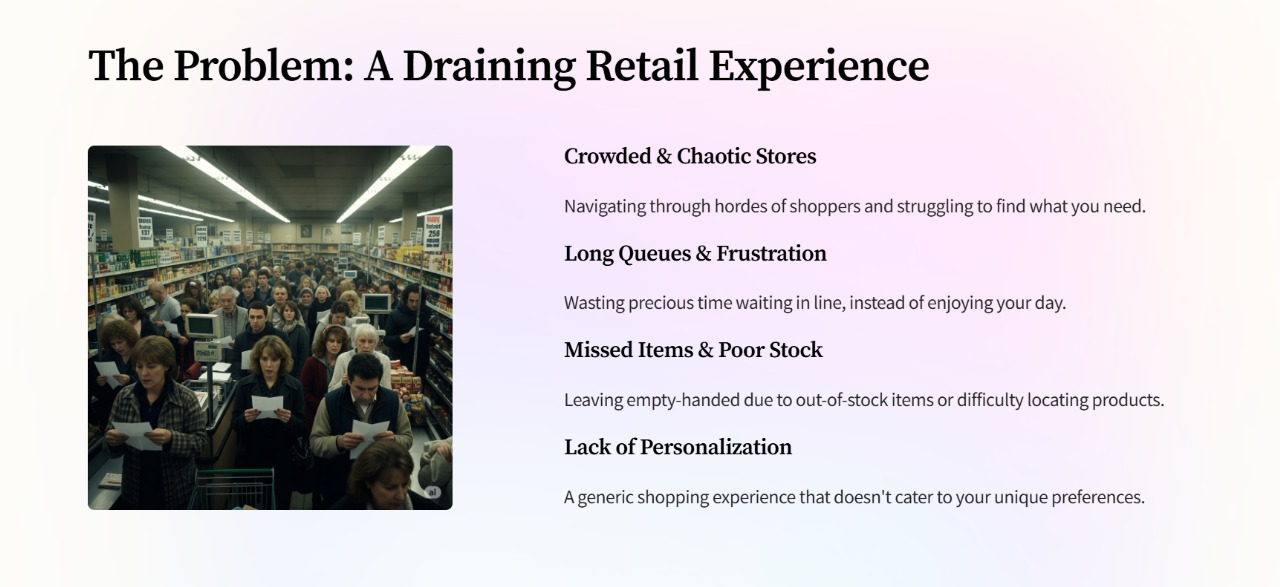 The Problem: A Draining Retail Experience
Crowded & Chaotic Stores
Navigating through hordes of shoppers and struggling to find what you need.
Long Queues & Frustration
Wasting precious time waiting in line, instead of enjoying your day.
Missed Items & Poor Stock
Leaving empty-handed due to out-of-stock items or difficulty locating products.
Lack of Personalization
A generic shopping experience that doesn't cater to your unique preferences.
ai